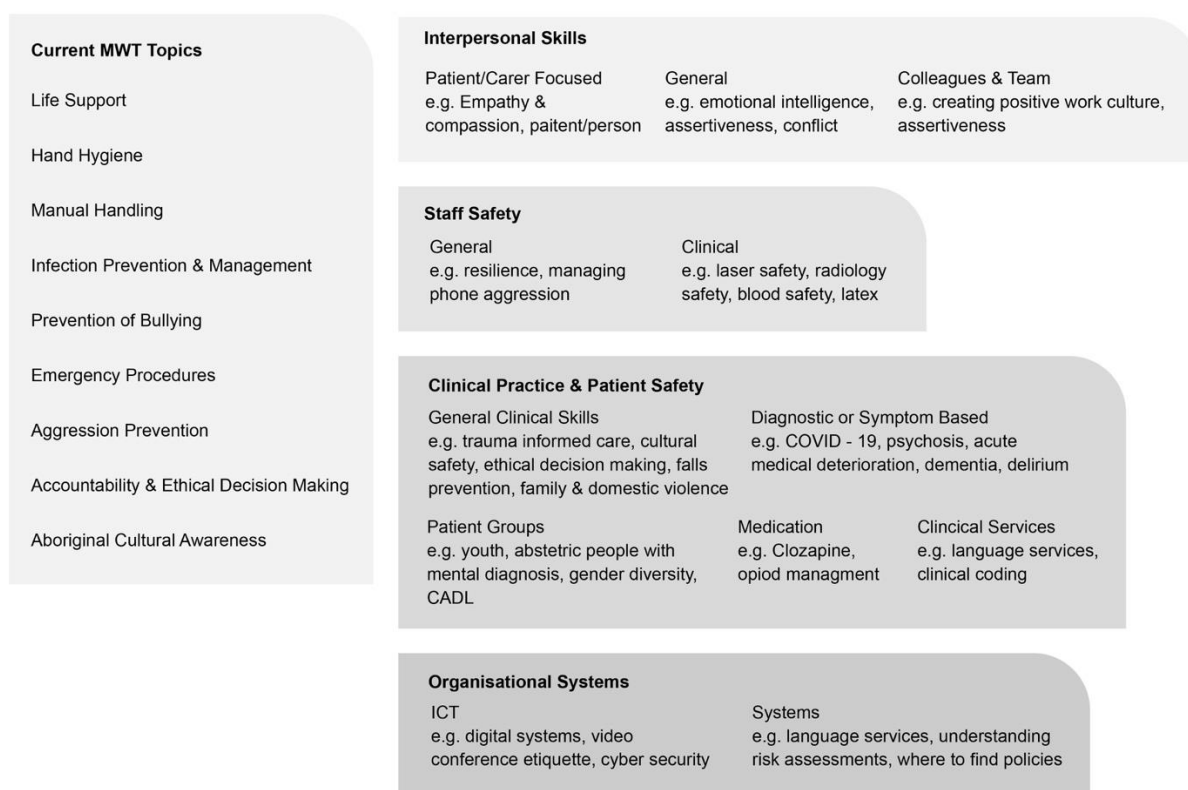 Current MWT Topics
Life Support
Hand Hygiene
Manual Handling
Infection Prevention & Management
Prevention of Bullying
Emergency Procedures
Aggression Prevention
Accountability & Ethical Decision Making
Aboriginal Cultural Awareness
Interpersonal Skills
Patient/Carer Focused
e.g. Empathy &
compassion, paitent/person
General
e.g. emotional intelligence,
assertiveness, conflict
Colleagues & Team
e.g. creating positive work culture,
assertiveness
Staff Safety
General
e.g. resilience, managing
phone aggression
Clinical
e.g. laser safety, radiology
safety, blood safety, latex
Clinical Practice & Patient Safety
General Clinical Skills
e.g. trauma informed care, cultural
safety, ethical decision making, falls
prevention, family & domestic violence
Diagnostic or Symptom Based
e.g. COVID - 19, psychosis, acute
medical deterioration, dementia, delirium
Patient Groups
e.g. youth, abstetric people with
mental diagnosis, gender diversity,
CADL
Medication
e.g. Clozapine,
opiod managment
Clincical Services
e.g. language services,
clinical coding
Organisational Systems
ICT
e.g. digital systems, video
conference etiquette, cyber security
Systems
e.g. language services, understanding
risk assessments, where to find policies